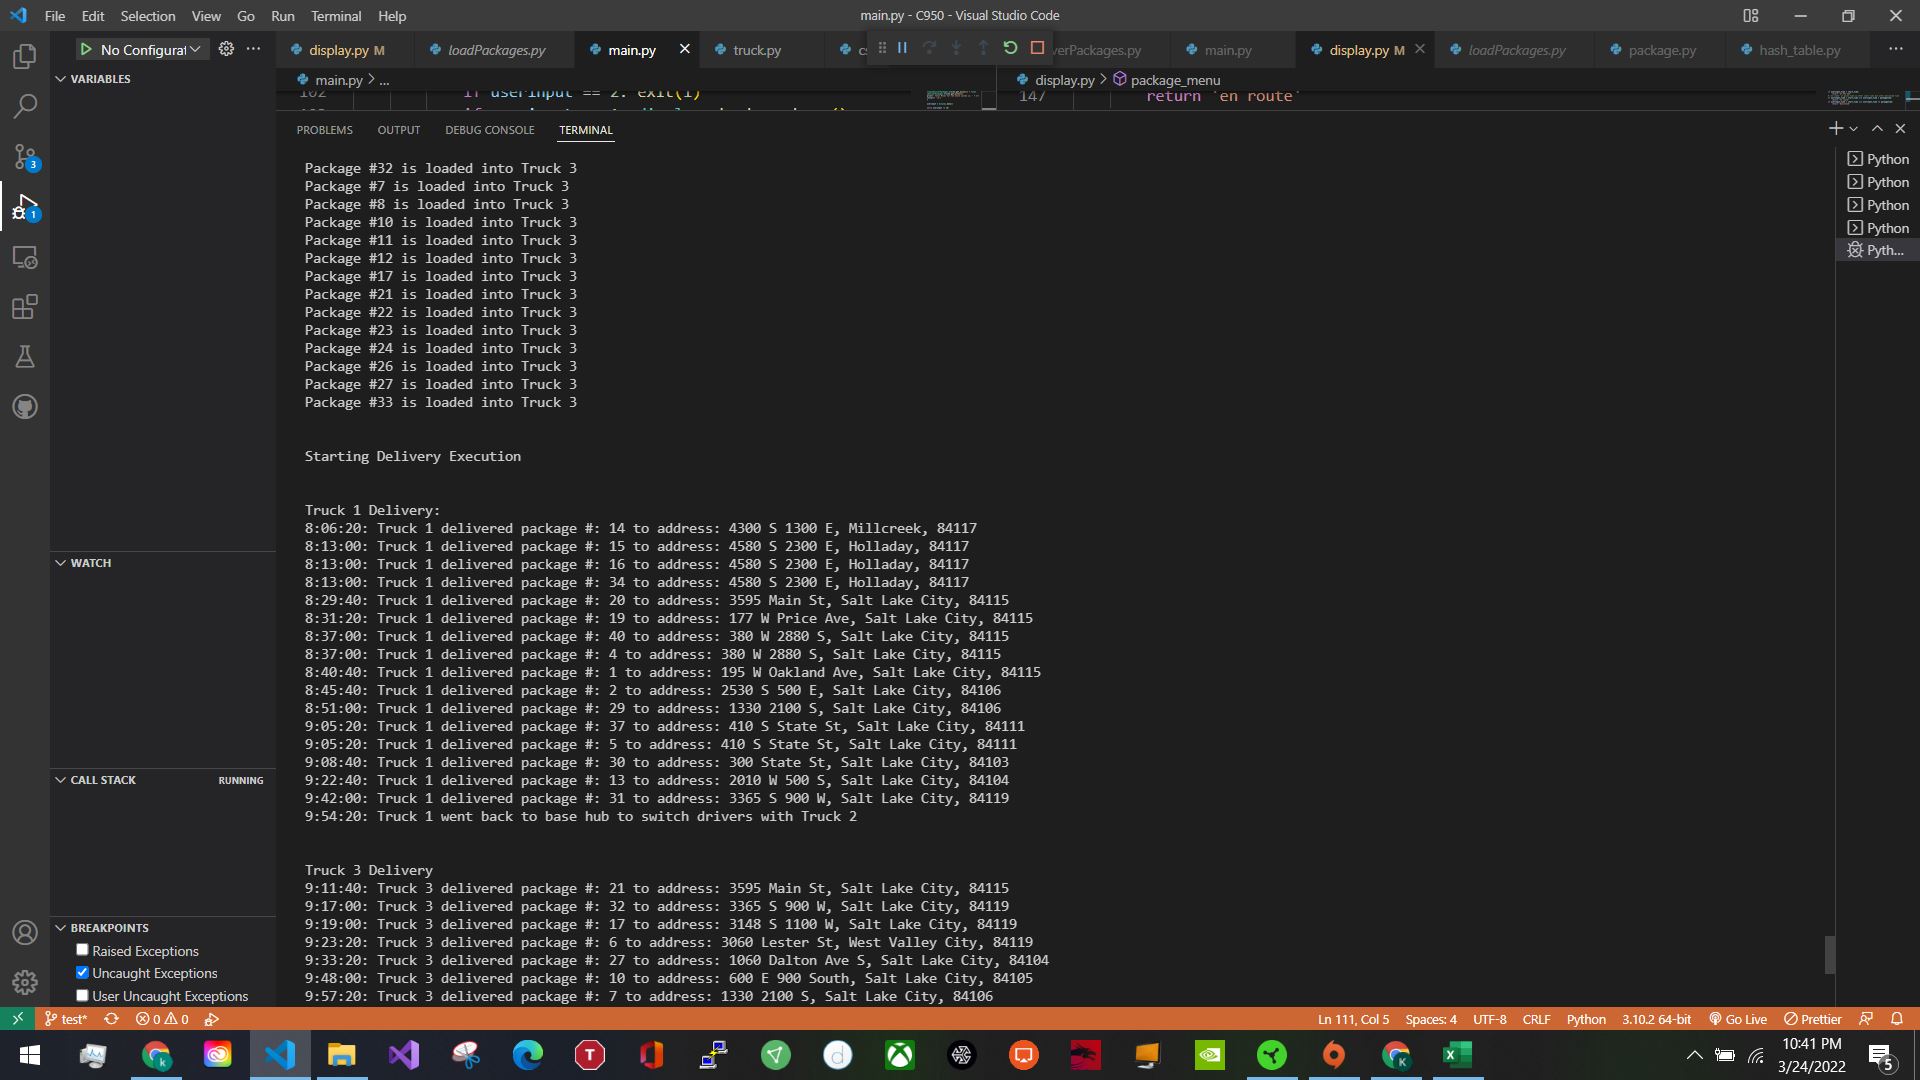 File Edit Selection View Go Run Terminal Help
main.py - C950 - Visual Studio Code
No Configurat
display.py M
loadPackages.py
main.py
truck.py
verPackages.py
main.py
display.py M
loadPackages.py
package.py
hash_table.py
VARIABLES
main.py > ...
display.py > package_menu
147 return 'en route'
PROBLEMS OUTPUT DEBUG CONSOLE TERMINAL
Package #32 is loaded into Truck 3
Package #7 is loaded into Truck 3
Package #8 is loaded into Truck 3
Package #10 is loaded into Truck 3
Package #11 is loaded into Truck 3
Package #12 is loaded into Truck 3
Package #17 is loaded into Truck 3
Package #21 is loaded into Truck 3
Package #22 is loaded into Truck 3
Package #23 is loaded into Truck 3
Package #24 is loaded into Truck 3
Package #26 is loaded into Truck 3
Package #27 is loaded into Truck 3
Package #33 is loaded into Truck 3
Starting Delivery Execution
Truck 1 Delivery:
8:06:20: Truck 1 delivered package #: 14 to address: 4300 S 1300 E, Millcreek, 84117
8:13:00: Truck 1 delivered package #: 15 to address: 4580 S 2300 E, Holladay, 84117
8:13:00: Truck 1 delivered package #: 16 to address: 4580 S 2300 E, Holladay, 84117
8:13:00: Truck 1 delivered package #: 34 to address: 4580 S 2300 E, Holladay, 84117
8:29:40: Truck 1 delivered package #: 20 to address: 3595 Main St, Salt Lake City, 84115
8:31:20: Truck 1 delivered package #: 19 to address: 177 W Price Ave, Salt Lake City, 84115
8:37:00: Truck 1 delivered package #: 40 to address: 380 W 2880 S, Salt Lake City, 84115
8:37:00: Truck 1 delivered package #: 4 to address: 380 W 2880 S, Salt Lake City, 84115
8:40:40: Truck 1 delivered package #: 1 to address: 195 W Oakland Ave, Salt Lake City, 84115
8:45:40: Truck 1 delivered package #: 2 to address: 2530 S 500 E, Salt Lake City, 84106
8:51:00: Truck 1 delivered package #: 29 to address: 1330 2100 S, Salt Lake City, 84106
9:05:20: Truck 1 delivered package #: 37 to address: 410 S State St, Salt Lake City, 84111
9:05:20: Truck 1 delivered package #: 5 to address: 410 S State St, Salt Lake City, 84111
9:08:40: Truck 1 delivered package #: 30 to address: 300 State St, Salt Lake City, 84103
9:22:40: Truck 1 delivered package #: 13 to address: 2010 W 500 S, Salt Lake City, 84104
9:42:00: Truck 1 delivered package #: 31 to address: 3365 S 900 W, Salt Lake City, 84119
9:54:20: Truck 1 went back to base hub to switch drivers with Truck 2
Truck 3 Delivery
9:11:40: Truck 3 delivered package #: 21 to address: 3595 Main St, Salt Lake City, 84115
9:17:00: Truck 3 delivered package #: 32 to address: 3365 S 900 W, Salt Lake City, 84119
9:19:00: Truck 3 delivered package #: 17 to address: 3148 S 1100 W, Salt Lake City, 84119
9:23:20: Truck 3 delivered package #: 6 to address: 3060 Lester St, West Valley City, 84119
9:33:20: Truck 3 delivered package #: 27 to address: 1060 Dalton Ave S, Salt Lake City, 84104
9:48:00: Truck 3 delivered package #: 10 to address: 600 E 900 South, Salt Lake City, 84105
9:57:20: Truck 3 delivered package #: 7 to address: 1330 2100 S, Salt Lake City, 84106
Python
Python
Python
Python
Pyth...
3
1
WATCH
CALL STACK RUNNING
BREAKPOINTS
Raised Exceptions
Uncaught Exceptions
User Uncaught Exceptions
test* 0 0
Ln 111, Col 5 Spaces: 4 UTF-8 CRLF Python 3.10.2 64-bit Go Live Prettier
10:41 PM
3/24/2022
5